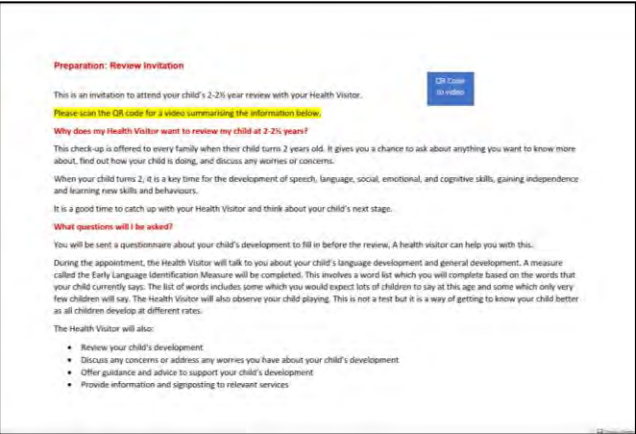 Preparation: Review Invitation
QR Code
to video
This is an invitation to attend your child's 2-2½ year review with your Health Visitor.
Please scan the QR code for a video summarising the information below.
Why does my Health Visitor want to review my child at 2-2½ years?
This check-up is offered to every family when their child turns 2 years old. It gives you a chance to ask about anything you want to know more
about, find out how your child is doing, and discuss any worries or concerns.
When your child turns 2, it is a key time for the development of speech, language, social, emotional, and cognitive skills, gaining independence
and learning new skills and behaviours.
It is a good time to catch up with your Health Visitor and think about your child's next stage.
What questions will I be asked?
You will be sent a questionnaire about your child's development to fill in before the review. A health visitor can help you with this.
During the appointment, the Health Visitor will talk to you about your child's language development and general development. A measure
called the Early Language Identification Measure will be completed. This involves a word list which you will complete based on the words that
your child currently says. The list of words includes some which you would expect lots of children to say at this age and some which only very
few children will say. The Health Visitor will also observe your child playing. This is not a test but it is a way of getting to know your child better
as all children develop at different rates.
The Health Visitor will also:
• Review your child's development
• Discuss any concerns or address any worries you have about your child's development
• Offer guidance and advice to support your child's development
• Provide information and signposting to relevant services